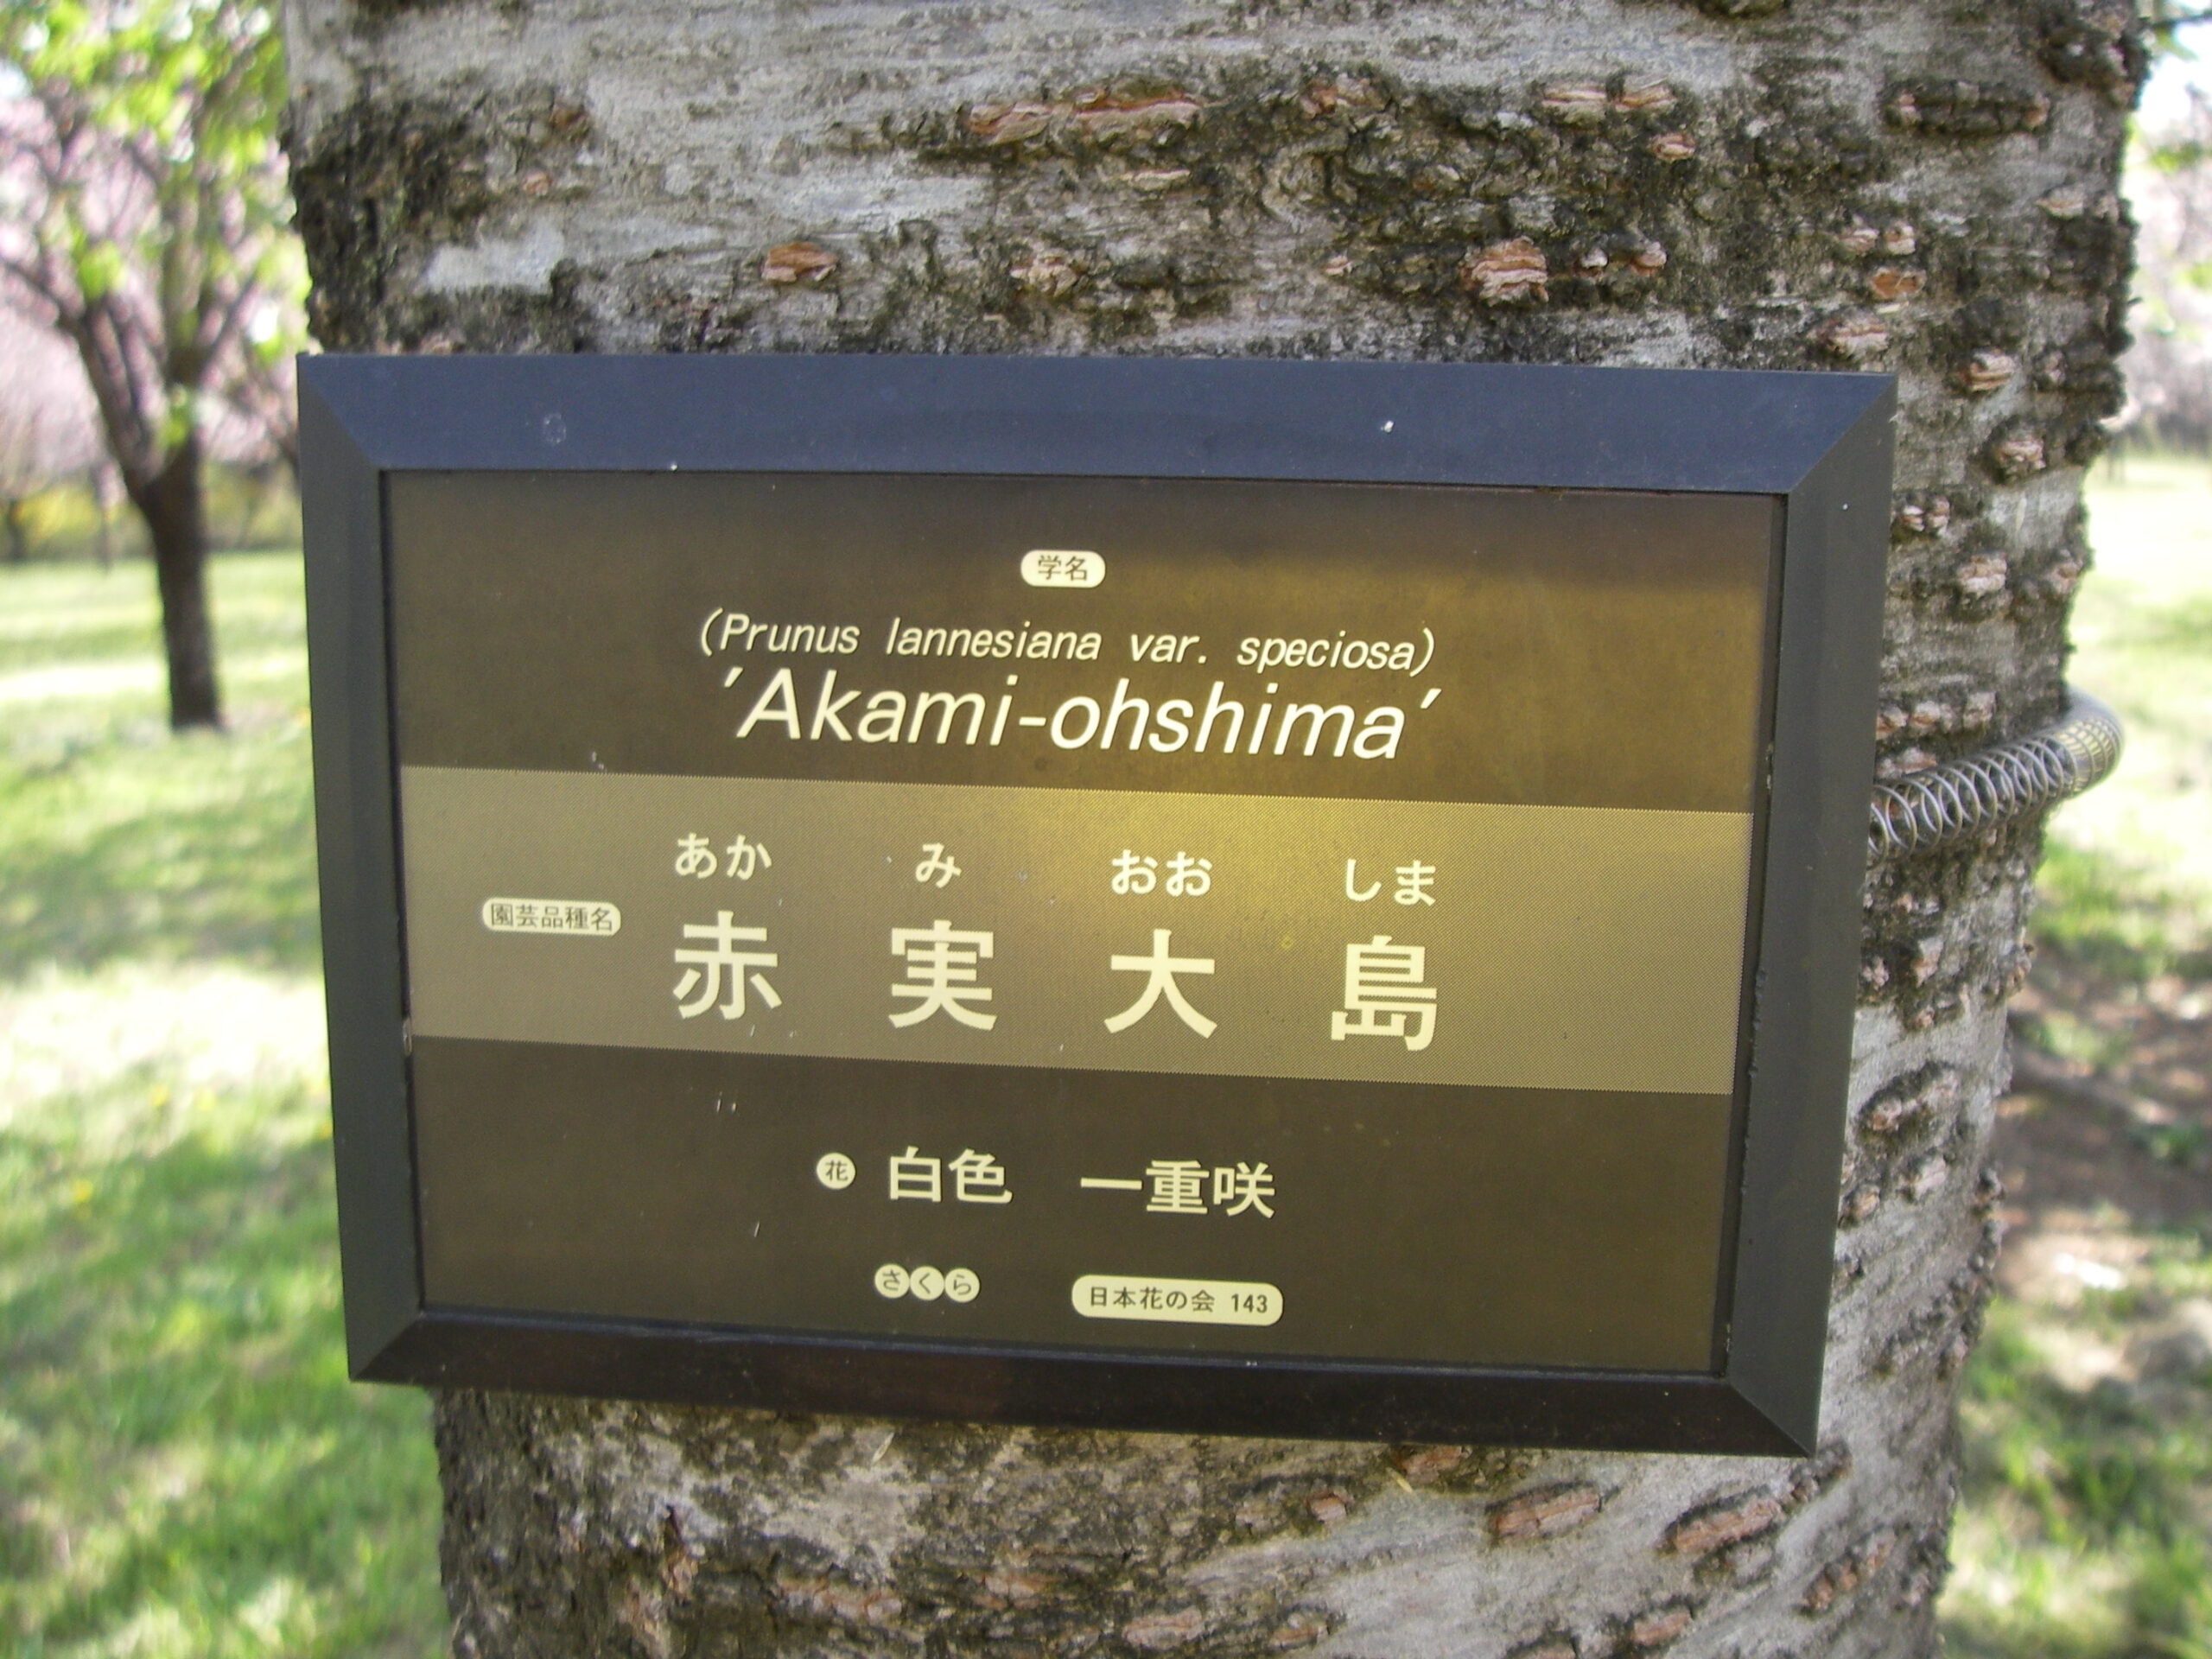 学名
(Prunus lannesiana var. speciosa)
'Akami-ohshima'
あか み おお しま
園芸品種名 赤実大島
花 白色 一重咲
さくら 日本花の会 143